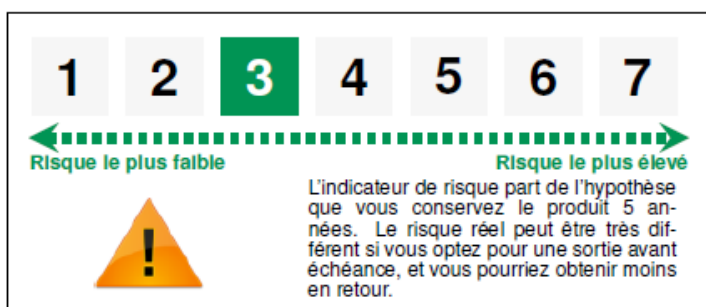 1 2 3 4 5 6 7
Risque le plus faible Risque le plus élevé
L'indicateur de risque part de l'hypothèse
que vous conservez le produit 5 an-
nées. Le risque réel peut être très dif-
férent si vous optez pour une sortie avant
échéance, et vous pourriez obtenir moins
en retour.